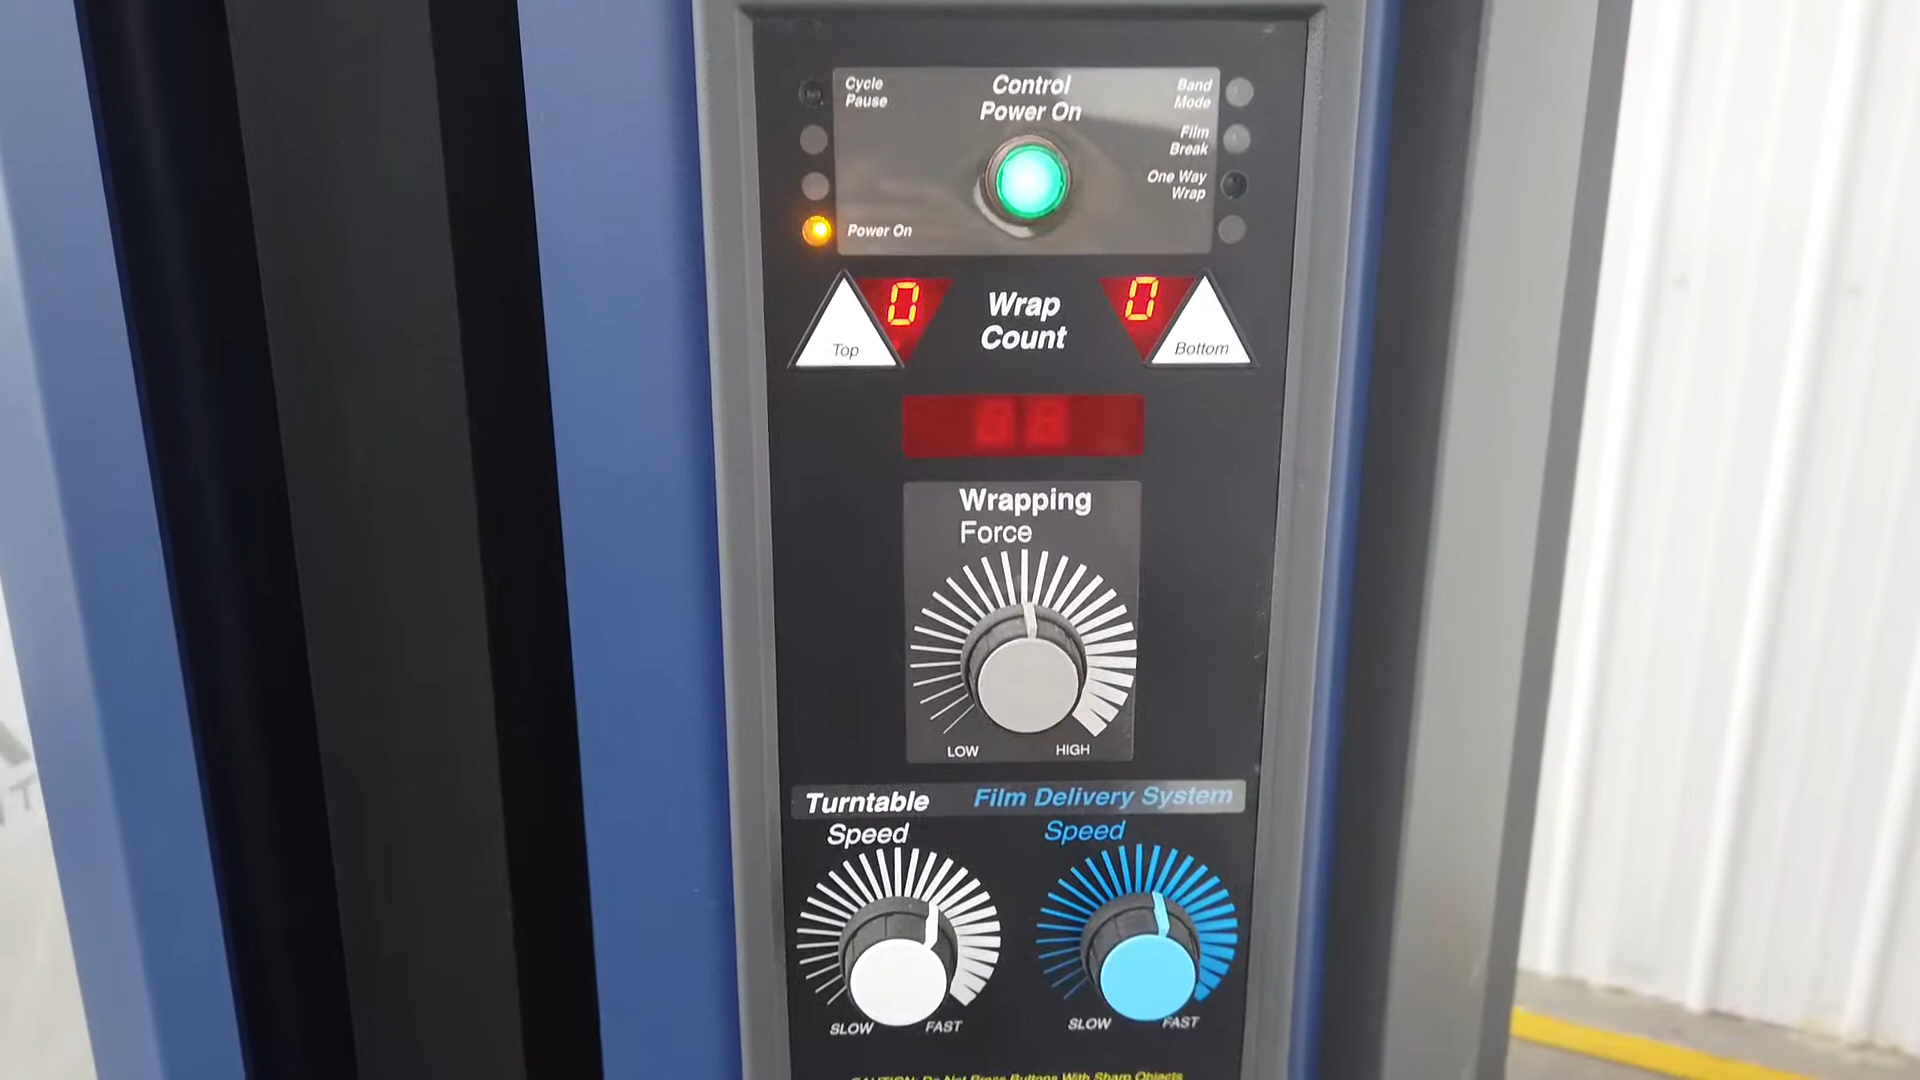 Cycle
Pause
Control
Power On
Band
Mode
Film
Break
One Way
Wrap
Power On
0
Wrap
Count
0
Top
Bottom
Wrapping
Force
LOW
HIGH
Turntable
Speed
Film Delivery System
Speed
SLOW
FAST
SLOW
FAST
CAUTION: Do Not Press Buttons With Sharp Objects